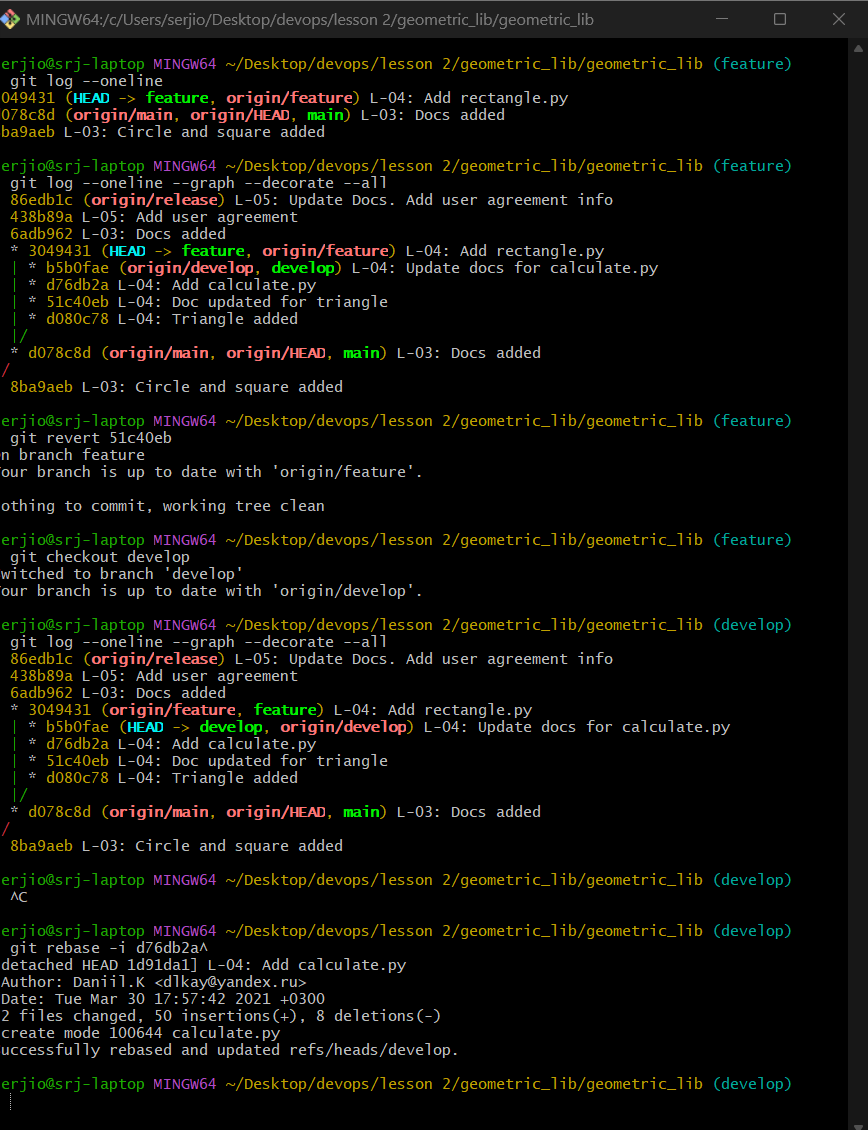 MINGW64:/c/Users/serjio/Desktop/devops/lesson 2/geometric_lib/geometric_lib
erjio@srj-laptop MINGW64 ~/Desktop/devops/lesson 2/geometric_lib/geometric_lib (feature)
git log --oneline
049431 (HEAD -> feature, origin/feature) L-04: Add rectangle.py
078c8d (origin/main, origin/HEAD, main) L-03: Docs added
ba9aeb L-03: Circle and square added
erjio@srj-laptop MINGW64 ~/Desktop/devops/lesson 2/geometric_lib/geometric_lib (feature)
git log --oneline --graph --decorate --all
86edb1c (origin/release) L-05: Update Docs. Add user agreement info
438b89a L-05: Add user agreement
6adb962 L-03: Docs added
* 3049431 (HEAD -> feature, origin/feature) L-04: Add rectangle.py
| * b5b0fae (origin/develop, develop) L-04: Update docs for calculate.py
| * d76db2a L-04: Add calculate.py
| * 51c40eb L-04: Doc updated for triangle
| * d080c78 L-04: Triangle added
|/
* d078c8d (origin/main, origin/HEAD, main) L-03: Docs added
/
8ba9aeb L-03: Circle and square added
erjio@srj-laptop MINGW64 ~/Desktop/devops/lesson 2/geometric_lib/geometric_lib (feature)
git revert 51c40eb
n branch feature
our branch is up to date with 'origin/feature'.
othing to commit, working tree clean
erjio@srj-laptop MINGW64 ~/Desktop/devops/lesson 2/geometric_lib/geometric_lib (feature)
git checkout develop
witched to branch 'develop'
our branch is up to date with 'origin/develop'.
erjio@srj-laptop MINGW64 ~/Desktop/devops/lesson 2/geometric_lib/geometric_lib (develop)
git log --oneline --graph --decorate --all
86edb1c (origin/release) L-05: Update Docs. Add user agreement info
438b89a L-05: Add user agreement
6adb962 L-03: Docs added
* 3049431 (origin/feature, feature) L-04: Add rectangle.py
| * b5b0fae (HEAD -> develop, origin/develop) L-04: Update docs for calculate.py
| * d76db2a L-04: Add calculate.py
| * 51c40eb L-04: Doc updated for triangle
| * d080c78 L-04: Triangle added
|/
* d078c8d (origin/main, origin/HEAD, main) L-03: Docs added
/
8ba9aeb L-03: Circle and square added
erjio@srj-laptop MINGW64 ~/Desktop/devops/lesson 2/geometric_lib/geometric_lib (develop)
^C
erjio@srj-laptop MINGW64 ~/Desktop/devops/lesson 2/geometric_lib/geometric_lib (develop)
git rebase -i d76db2a^
detached HEAD 1d91da1] L-04: Add calculate.py
Author: Daniil.K <dlkay@yandex.ru>
Date: Tue Mar 30 17:57:42 2021 +0300
2 files changed, 50 insertions(+), 8 deletions(-)
create mode 100644 calculate.py
uccessfully rebased and updated refs/heads/develop.
erjio@srj-laptop MINGW64 ~/Desktop/devops/lesson 2/geometric_lib/geometric_lib (develop)